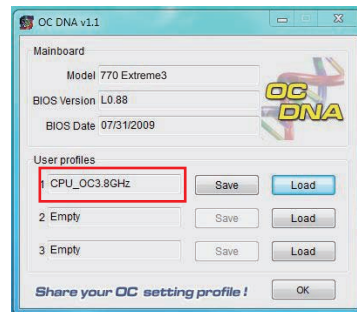 OC DNA v1.1
Mainboard
Model 770 Extreme3
BIOS Version L0.88
BIOS Date 07/31/2009
OC
DNA
User profiles
1 CPU_OC3.8GHz Save Load
2 Empty Save Load
3 Empty Save Load
Share your OC setting profile! OK